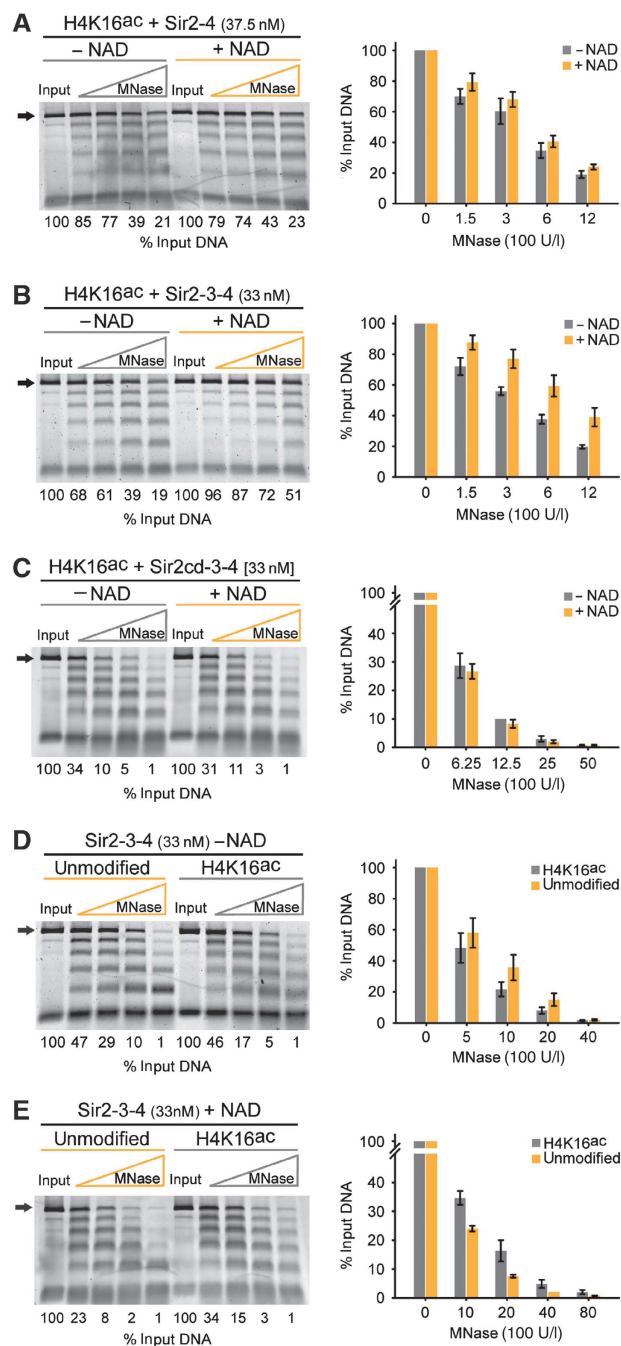 A
H4K16ac + Sir2-4 (37.5 nM)
– NAD + NAD
Input MNase Input MNase
100 85 77 39 21 100 79 74 43 23
% Input DNA
% Input DNA
100
80
60
40
20
0
– NAD
+ NAD
0 1.5 3 6 12
MNase (100 U/l)
B
H4K16ac + Sir2-3-4 (33 nM)
– NAD + NAD
Input MNase Input MNase
100 68 61 39 19 100 96 87 72 51
% Input DNA
% Input DNA
100
80
60
40
20
0
– NAD
+ NAD
0 1.5 3 6 12
MNase (100 U/l)
C
H4K16ac + Sir2cd-3-4 [33 nM]
– NAD + NAD
Input MNase Input MNase
100 34 10 5 1 100 31 11 3 1
% Input DNA
% Input DNA
100
40
30
20
10
0
– NAD
+ NAD
0 6.25 12.5 25 50
MNase (100 U/l)
D
Sir2-3-4 (33 nM) –NAD
Unmodified H4K16ac
Input MNase Input MNase
100 47 29 10 1 100 46 17 5 1
% Input DNA
% Input DNA
100
80
60
40
20
0
H4K16ac
Unmodified
0 5 10 20 40
MNase (100 U/l)
E
Sir2-3-4 (33nM) + NAD
Unmodified H4K16ac
Input MNase Input MNase
100 23 8 2 1 100 34 15 3 1
% Input DNA
% Input DNA
100
40
30
20
10
0
H4K16ac
Unmodified
0 10 20 40 80
MNase (100 U/l)